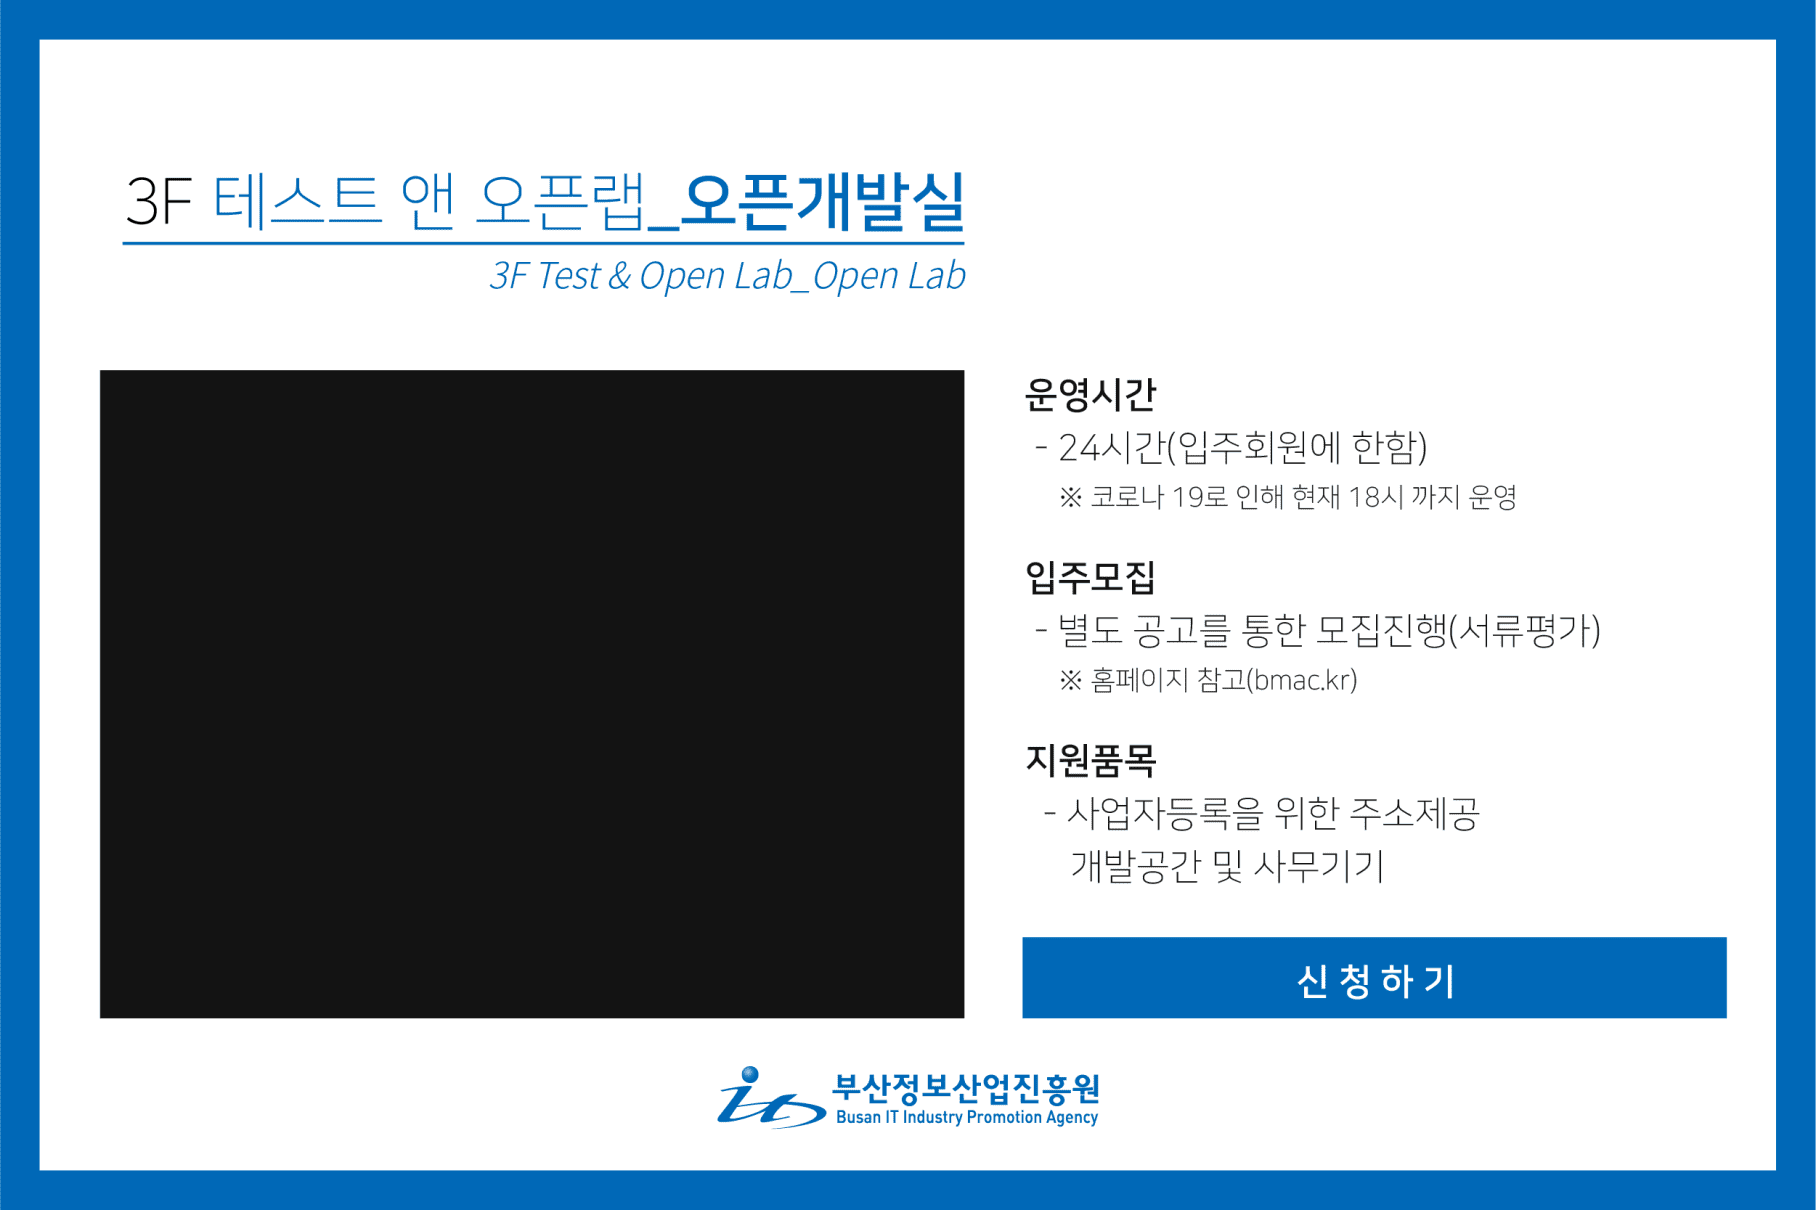 3F 테스트 앤 오픈랩_오픈개발실
3F Test & Open Lab_Open Lab
운영시간
- 24시간(입주회원에 한함)
※ 코로나 19로 인해 현재 18시 까지 운영
입주모집
- 별도 공고를 통한 모집진행(서류평가)
※ 홈페이지 참고(bmac.kr)
지원품목
- 사업자등록을 위한 주소제공
개발공간 및 사무기기
신청하기
부산정보산업진흥원
Busan IT Industry Promotion Agency